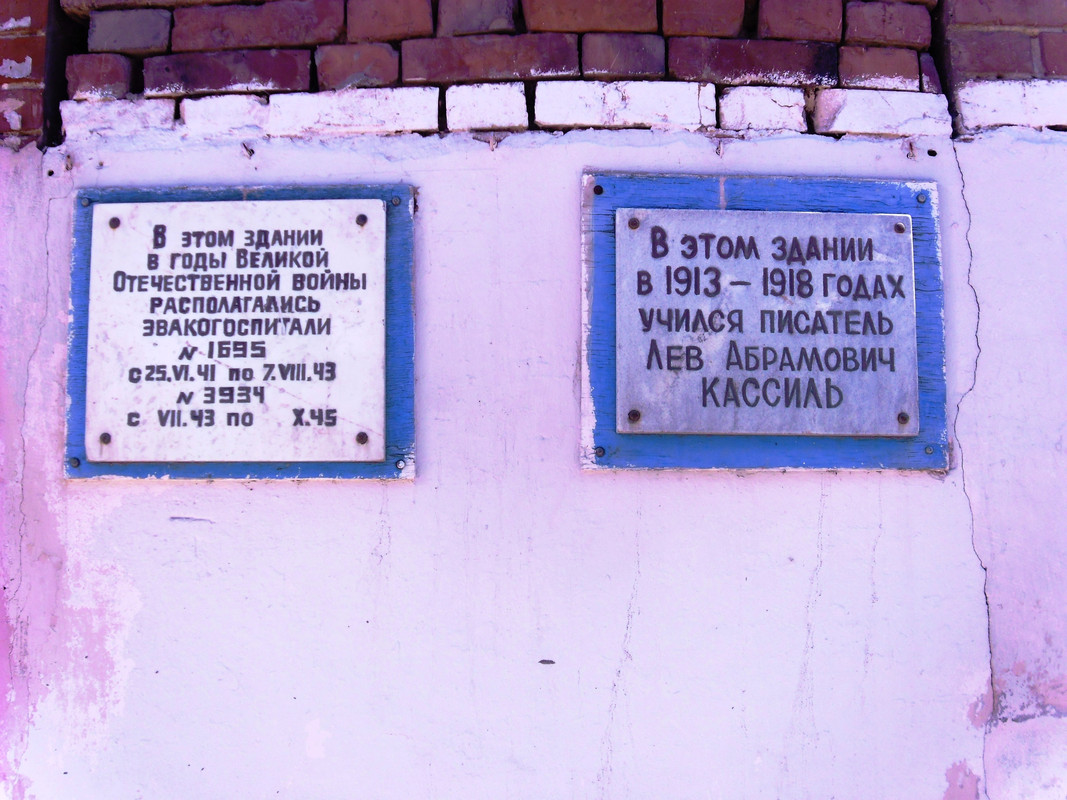 В этом здании
в годы Великой
Отечественной войны
располагались
эвакогоспитали
№ 1695
с 25.VI.41 по 7.VIII.43
№ 3934
с VII.43 по X.45
В этом здании
в 1913 – 1918 годах
учился писатель
Лев Абрамович
КАССИЛЬ